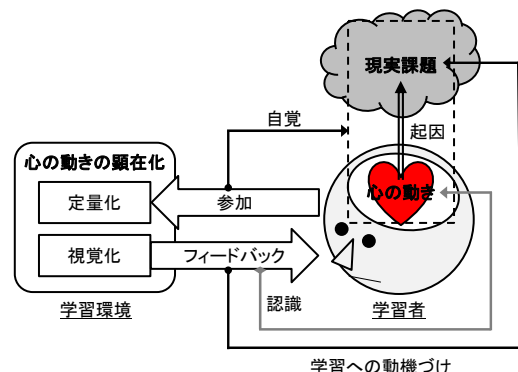 現実課題
自覚
起因
心の動きの顕在化
定量化
参加
心の動き
視覚化
フィードバック
学習環境
認識
学習者
学習への動機づけ